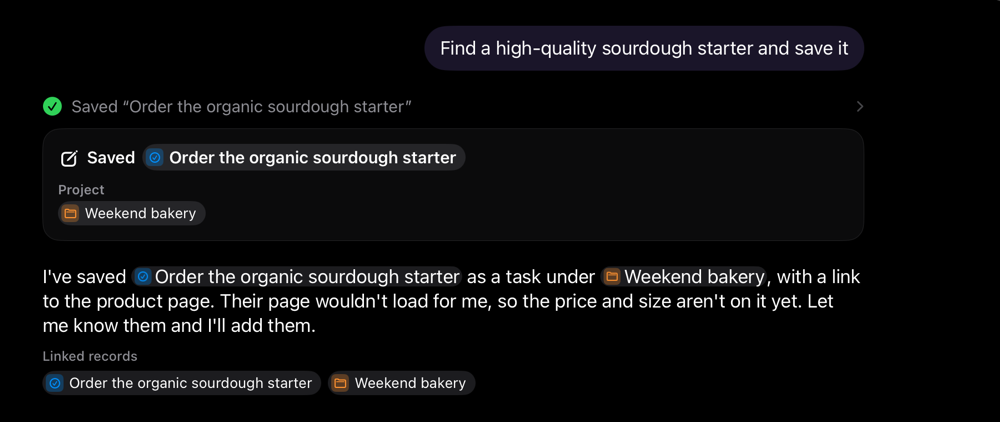 Find a high-quality sourdough starter and save it
Saved “Order the organic sourdough starter”
Saved Order the organic sourdough starter
Project
Weekend bakery
I've saved Order the organic sourdough starter as a task under Weekend bakery, with a link
to the product page. Their page wouldn't load for me, so the price and size aren't on it yet. Let
me know them and I'll add them.
Linked records
Order the organic sourdough starter Weekend bakery